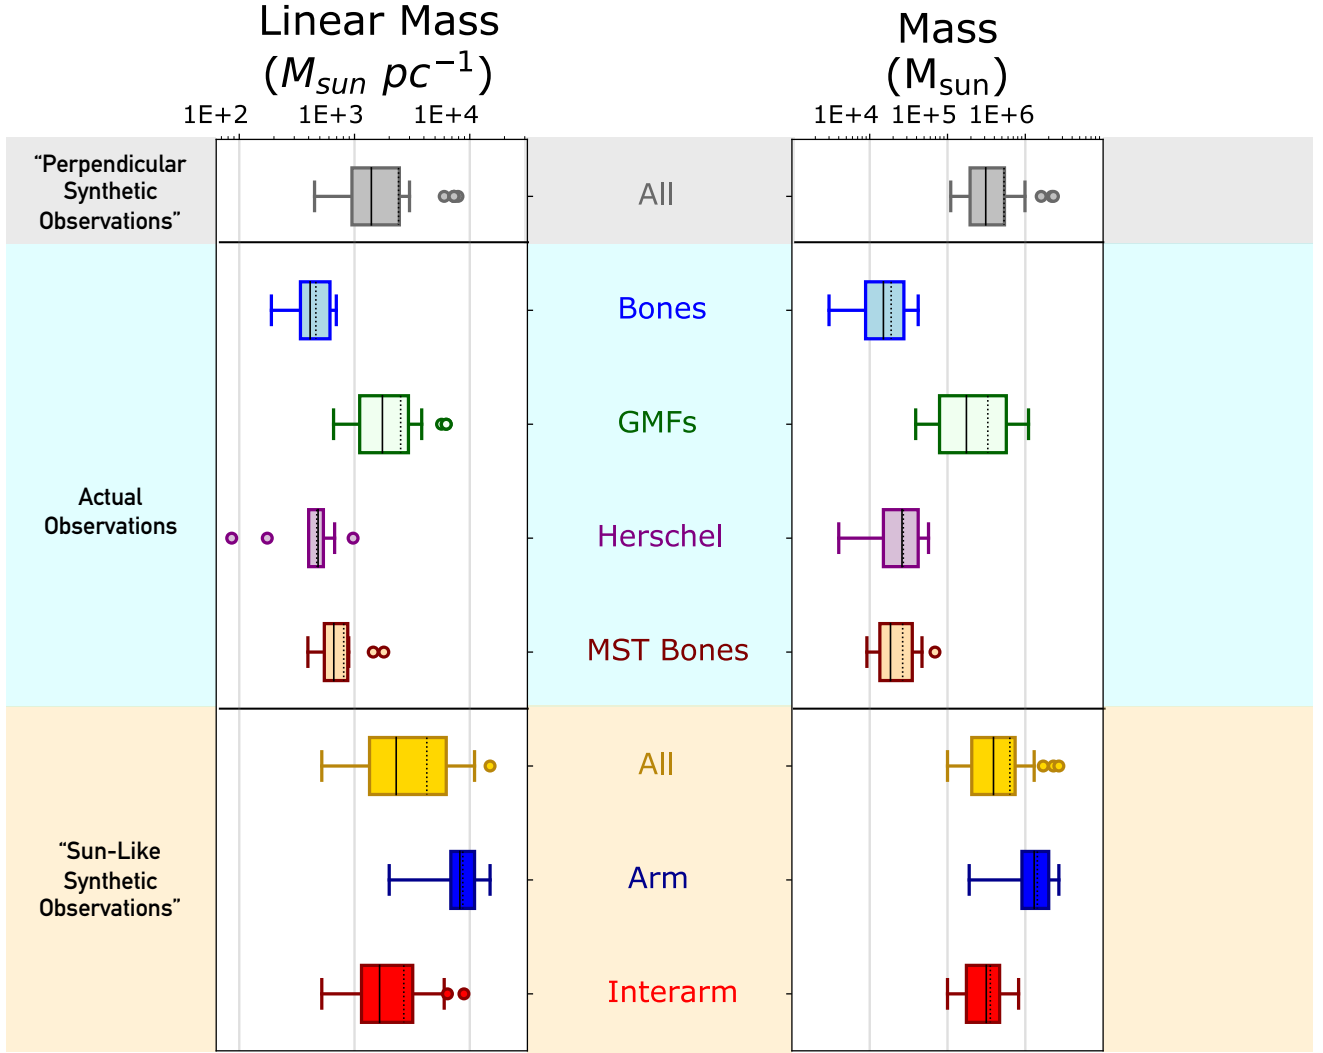 Linear Mass
(M_sun pc⁻¹)
Mass
(M_sun)
1E+2 1E+3 1E+4
1E+4 1E+5 1E+6
“Perpendicular
Synthetic
Observations”
All
Bones
GMFs
Actual
Observations
Herschel
MST Bones
All
“Sun-Like
Synthetic
Observations”
Arm
Interarm